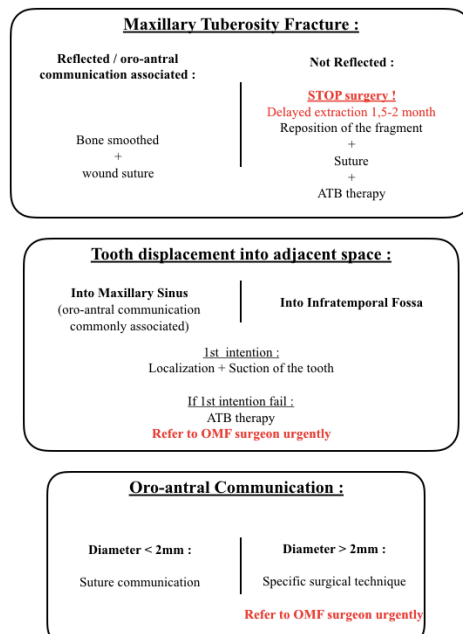 Maxillary Tuberosity Fracture :
Reflected / oro-antral
communication associated :
Bone smoothed
+
wound suture
Not Reflected :
STOP surgery !
Delayed extraction 1,5-2 month
Reposition of the fragment
+
Suture
+
ATB therapy
Tooth displacement into adjacent space :
Into Maxillary Sinus
(oro-antral communication
commonly associated)
Into Infratemporal Fossa
1st intention :
Localization + Suction of the tooth
If 1st intention fail :
ATB therapy
Refer to OMF surgeon urgently
Oro-antral Communication :
Diameter < 2mm :
Suture communication
Diameter > 2mm :
Specific surgical technique
Refer to OMF surgeon urgently